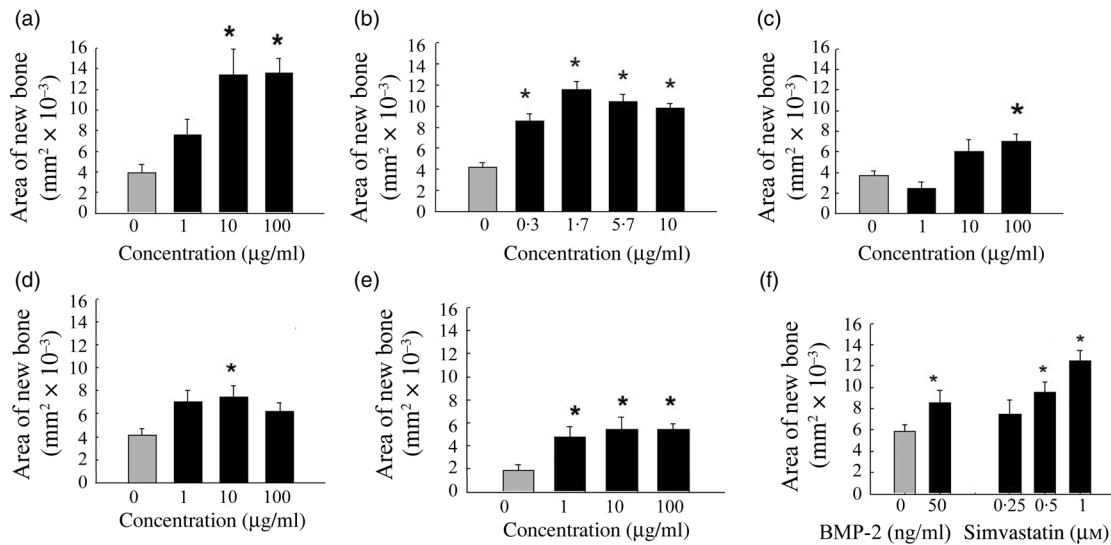 (a)
Area of new bone
(mm² × 10⁻³)
16
14
12
10
8
6
4
2
0
* *
0 1 10 100
Concentration (μg/ml)
(b)
Area of new bone
(mm² × 10⁻³)
16
14
12
10
8
6
4
2
0
* * * *
0 0·3 1·7 5·7 10
Concentration (μg/ml)
(c)
Area of new bone
(mm² × 10⁻³)
16
14
12
10
8
6
4
2
0
*
0 1 10 100
Concentration (μg/ml)
(d)
Area of new bone
(mm² × 10⁻³)
16
14
12
10
8
6
4
2
0
*
0 1 10 100
Concentration (μg/ml)
(e)
Area of new bone
(mm² × 10⁻³)
16
14
12
10
8
6
4
2
0
* * *
0 1 10 100
Concentration (μg/ml)
(f)
Area of new bone
(mm² × 10⁻³)
16
14
12
10
8
6
4
2
0
* * *
0 50 0·25 0·5 1
BMP-2 (ng/ml) Simvastatin (μM)